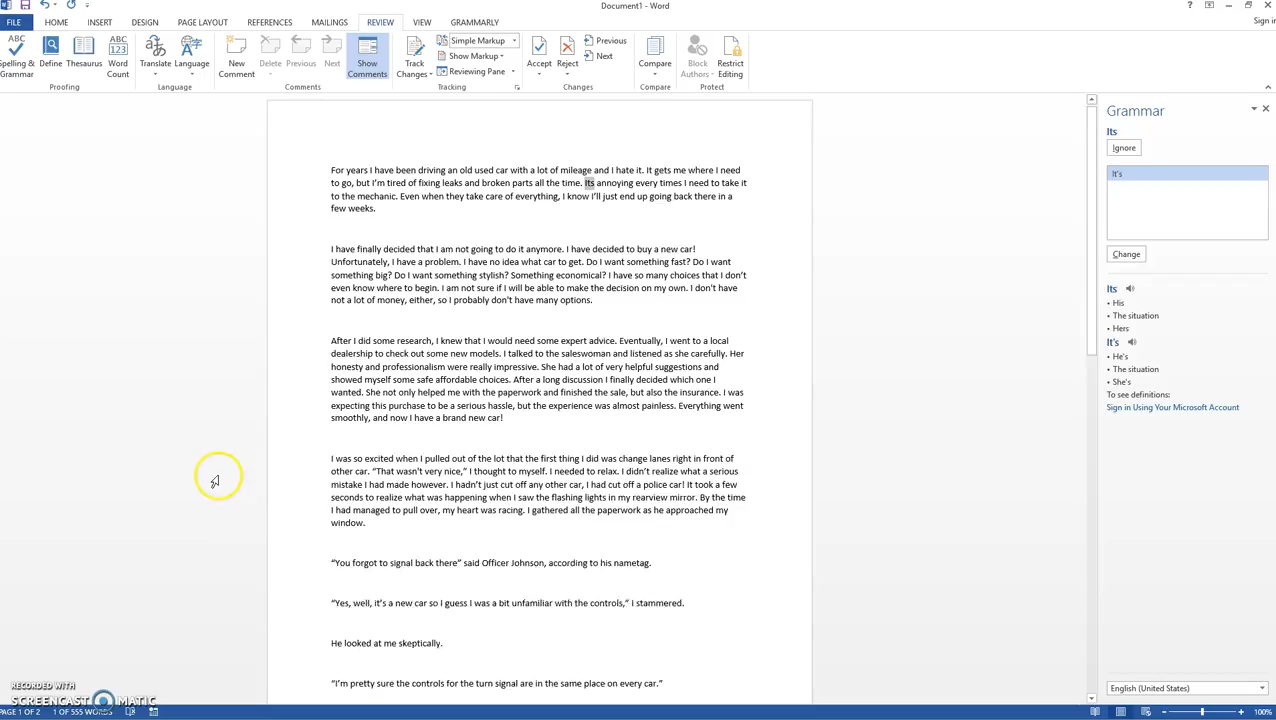 Document1 - Word
FILE HOME INSERT DESIGN PAGE LAYOUT REFERENCES MAILINGS REVIEW VIEW GRAMMARLY
Sign in
Spelling & Grammar
Define
Thesaurus
Word Count
Proofing
Translate
Language
Language
New Comment
Delete
Previous
Next
Show Comments
Comments
Track Changes
Simple Markup
Show Markup
Reviewing Pane
Tracking
Accept
Reject
Previous
Next
Changes
Compare
Compare
Block Authors
Restrict Editing
Protect
For years I have been driving an old used car with a lot of mileage and I hate it. It gets me where I need
to go, but I'm tired of fixing leaks and broken parts all the time. Its annoying every times I need to take it
to the mechanic. Even when they take care of everything, I know I'll just end up going back there in a
few weeks.
I have finally decided that I am not going to do it anymore. I have decided to buy a new car!
Unfortunately, I have a problem. I have no idea what car to get. Do I want something fast? Do I want
something big? Do I want something stylish? Something economical? I have so many choices that I don't
even know where to begin. I am not sure if I will be able to make the decision on my own. I don't have
not a lot of money, either, so I probably don't have many options.
After I did some research, I knew that I would need some expert advice. Eventually, I went to a local
dealership to check out some new models. I talked to the saleswoman and listened as she carefully. Her
honesty and professionalism were really impressive. She had a lot of very helpful suggestions and
showed myself some safe affordable choices. After a long discussion I finally decided which one I
wanted. She not only helped me with the paperwork and finished the sale, but also the insurance. I was
expecting this purchase to be a serious hassle, but the experience was almost painless. Everything went
smoothly, and now I have a brand new car!
I was so excited when I pulled out of the lot that the first thing I did was change lanes right in front of
other car. “That wasn't very nice,” I thought to myself. I needed to relax. I didn't realize what a serious
mistake I had made however. I hadn't just cut off any other car, I had cut off a police car! It took a few
seconds to realize what was happening when I saw the flashing lights in my rearview mirror. By the time
I had managed to pull over, my heart was racing. I gathered all the paperwork as he approached my
window.
“You forgot to signal back there” said Officer Johnson, according to his nametag.
“Yes, well, it's a new car so I guess I was a bit unfamiliar with the controls,” I stammered.
He looked at me skeptically.
“I'm pretty sure the controls for the turn signal are in the same place on every car.”
Grammar
Its
Ignore
It's
Change
Its
• His
• The situation
• Hers
It's
• He's
• The situation
• She's
To see definitions:
Sign in Using Your Microsoft Account
English (United States)
RECORDED WITH
SCREENCAST MATIC
PAGE 1 OF 2 1 OF 555 WORDS
100%